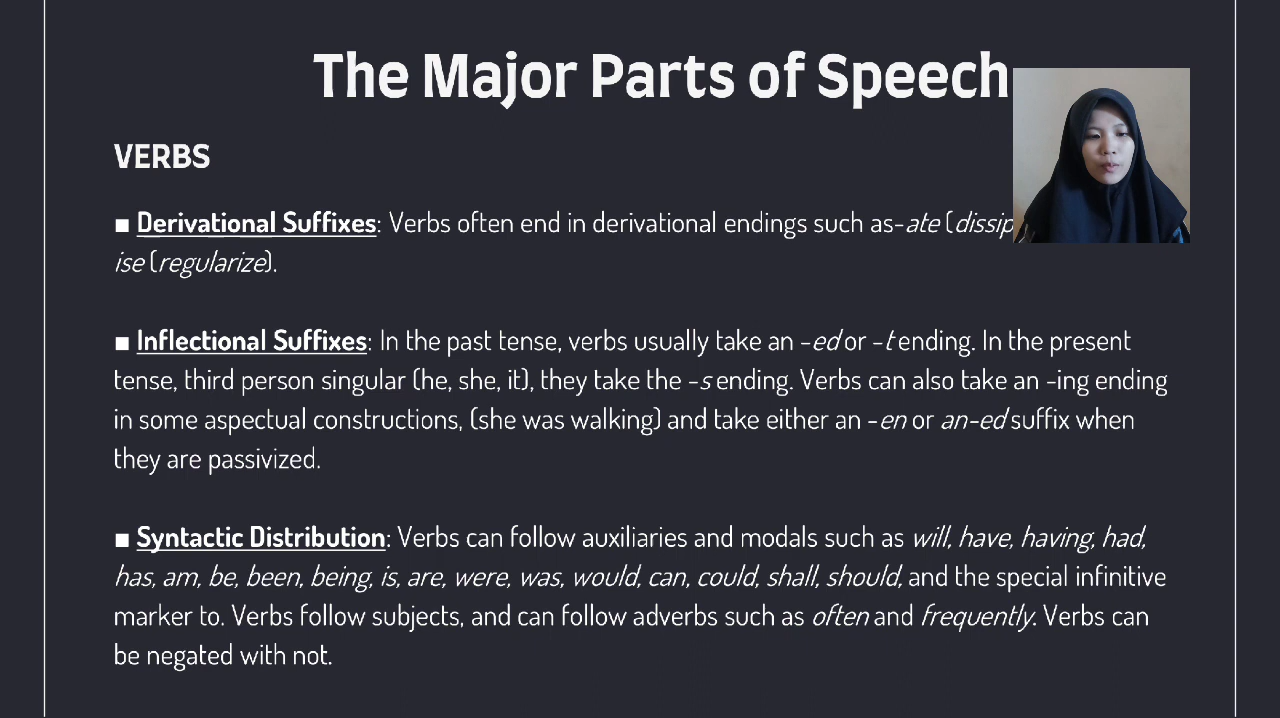 The Major Parts of Speech
VERBS
■ Derivational Suffixes: Verbs often end in derivational endings such as-ate (
ise (regularize).
■ Inflectional Suffixes: In the past tense, verbs usually take an -ed or -t ending. In the present
tense, third person singular (he, she, it), they take the -s ending. Verbs can also take an -ing ending
in some aspectual constructions, (she was walking) and take either an -en or an-ed suffix when
they are passivized.
■ Syntactic Distribution: Verbs can follow auxiliaries and modals such as will, have, having, had,
has, am, be, been, being, is, are, were, was, would, can, could, shall, should, and the special infinitive
marker to. Verbs follow subjects, and can follow adverbs such as often and frequently. Verbs can
be negated with not.